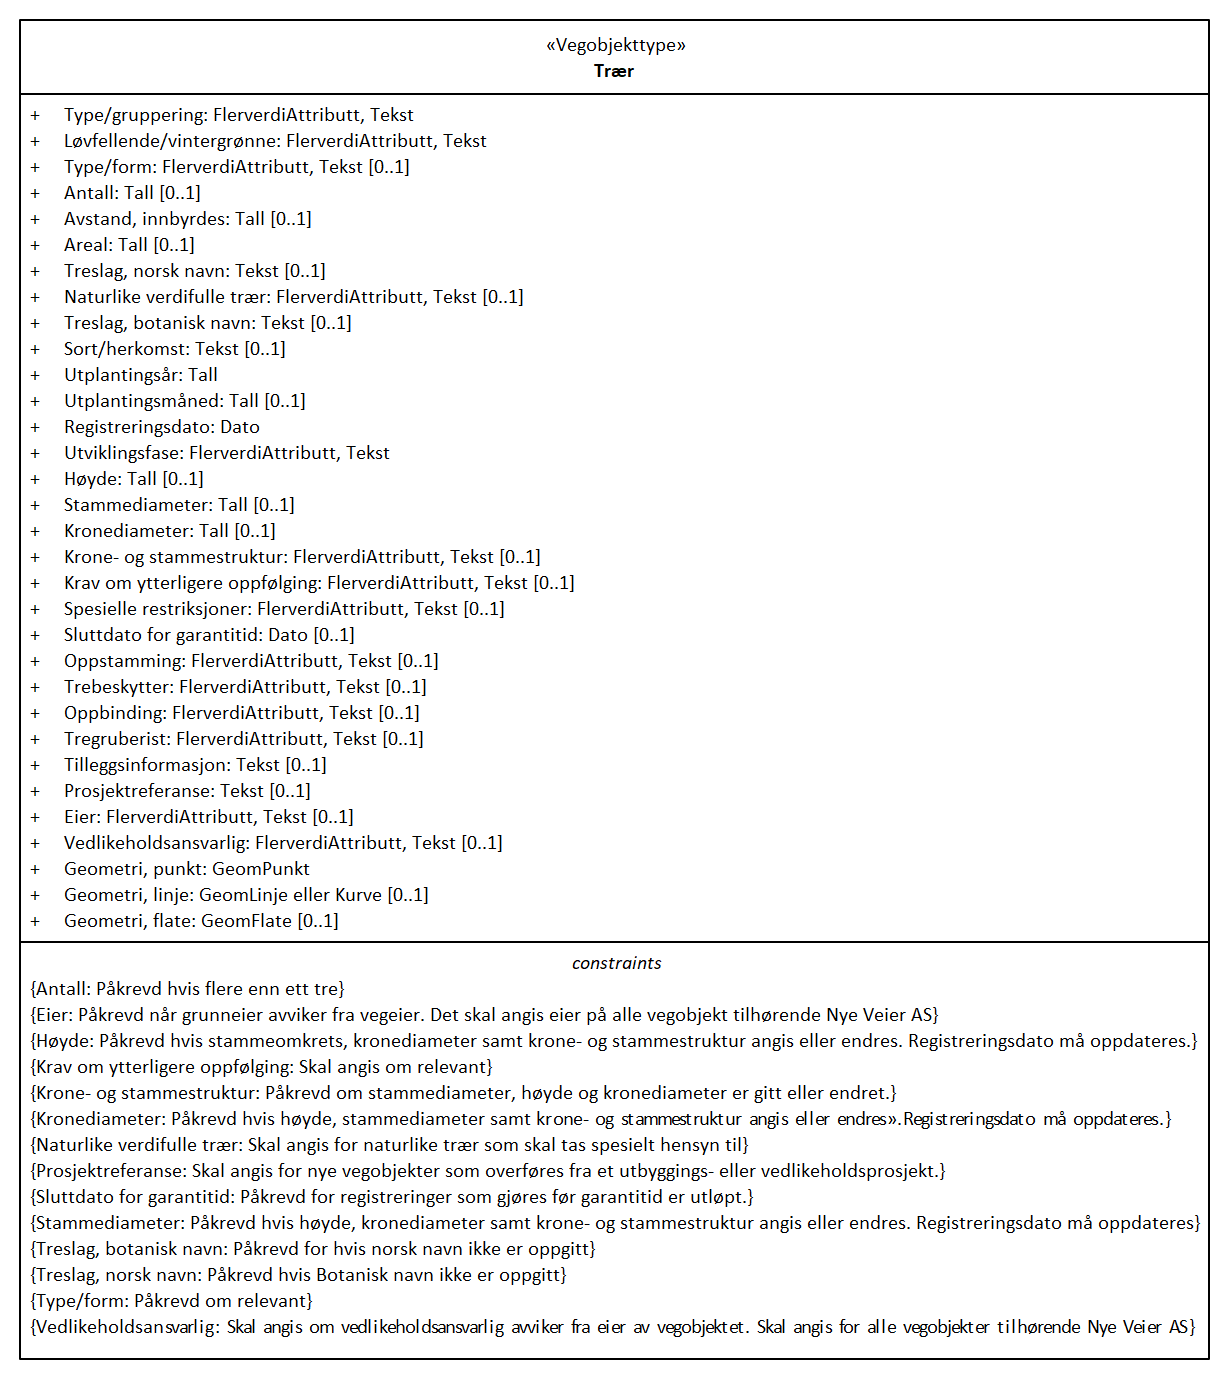 «Vegobjekttype»
Trær
+ Type/gruppering: FlerverdiAttributt, Tekst
+ Løvfellende/vintergrønne: FlerverdiAttributt, Tekst
+ Type/form: FlerverdiAttributt, Tekst [0..1]
+ Antall: Tall [0..1]
+ Avstand, innbyrdes: Tall [0..1]
+ Areal: Tall [0..1]
+ Treslag, norsk navn: Tekst [0..1]
+ Naturlike verdifulle trær: FlerverdiAttributt, Tekst [0..1]
+ Treslag, botanisk navn: Tekst [0..1]
+ Sort/herkomst: Tekst [0..1]
+ Utplantingsår: Tall
+ Utplantingsmåned: Tall [0..1]
+ Registreringsdato: Dato
+ Utviklingsfase: FlerverdiAttributt, Tekst
+ Høyde: Tall [0..1]
+ Stammediameter: Tall [0..1]
+ Kronediameter: Tall [0..1]
+ Krone- og stammestruktur: FlerverdiAttributt, Tekst [0..1]
+ Krav om ytterligere oppfølging: FlerverdiAttributt, Tekst [0..1]
+ Spesielle restriksjoner: FlerverdiAttributt, Tekst [0..1]
+ Sluttdato for garantitid: Dato [0..1]
+ Oppstamming: FlerverdiAttributt, Tekst [0..1]
+ Trebeskytter: FlerverdiAttributt, Tekst [0..1]
+ Oppbinding: FlerverdiAttributt, Tekst [0..1]
+ Tregruberist: FlerverdiAttributt, Tekst [0..1]
+ Tilleggsinformasjon: Tekst [0..1]
+ Prosjektreferanse: Tekst [0..1]
+ Eier: FlerverdiAttributt, Tekst [0..1]
+ Vedlikeholdsansvarlig: FlerverdiAttributt, Tekst [0..1]
+ Geometri, punkt: GeomPunkt
+ Geometri, linje: GeomLinje eller Kurve [0..1]
+ Geometri, flate: GeomFlate [0..1]
constraints
{Antall: Påkrevd hvis flere enn ett tre}
{Eier: Påkrevd når grunneier avviker fra vegeier. Det skal angis eier på alle vegobjekt tilhørende Nye Veier AS}
{Høyde: Påkrevd hvis stammeomkrets, kronediameter samt krone- og stammestruktur angis eller endres. Registreringsdato må oppdateres.}
{Krav om ytterligere oppfølging: Skal angis om relevant}
{Krone- og stammestruktur: Påkrevd om stammediameter, høyde og kronediameter er gitt eller endret.}
{Kronediameter: Påkrevd hvis høyde, stammediameter samt krone- og stammestruktur angis eller endres».Registreringsdato må oppdateres.}
{Naturlike verdifulle trær: Skal angis for naturlike trær som skal tas spesielt hensyn til}
{Prosjektreferanse: Skal angis for nye vegobjekter som overføres fra et utbyggings- eller vedlikeholdsprosjekt.}
{Sluttdato for garantitid: Påkrevd for registreringer som gjøres før garantitid er utløpt.}
{Stammediameter: Påkrevd hvis høyde, kronediameter samt krone- og stammestruktur angis eller endres. Registreringsdato må oppdateres}
{Treslag, botanisk navn: Påkrevd for hvis norsk navn ikke er oppgitt}
{Treslag, norsk navn: Påkrevd hvis Botanisk navn ikke er oppgitt}
{Type/form: Påkrevd om relevant}
{Vedlikeholdsansvarlig: Skal angis om vedlikeholdsansvarlig avviker fra eier av vegobjektet. Skal angis for alle vegobjekter tilhørende Nye Veier AS}